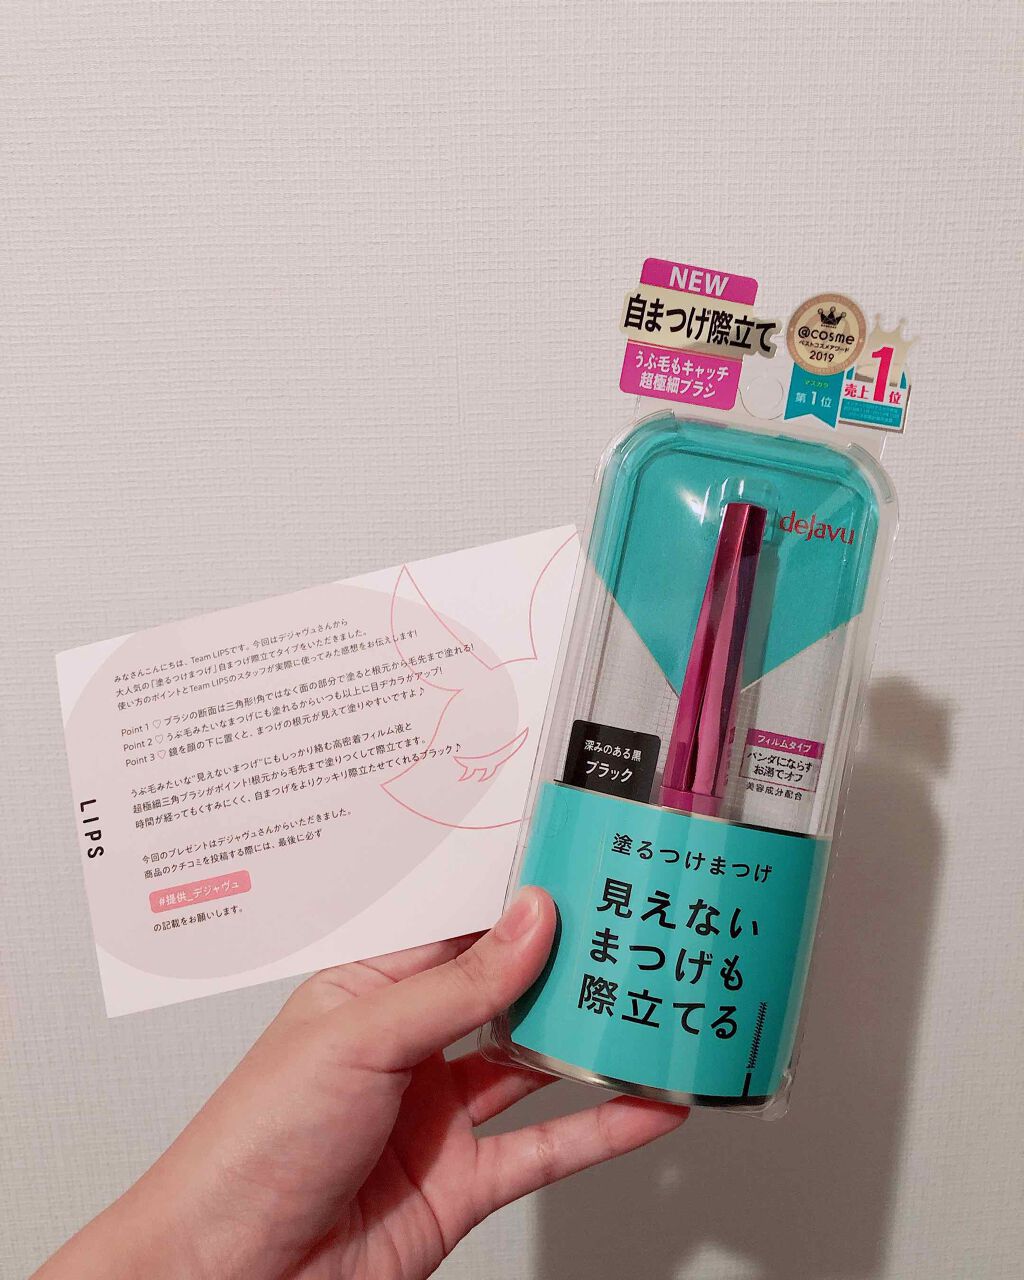 みなさんこんにちは、Team LIPSです。今回はデジャヴュさんから
大人気の「塗るつけまつげ」自まつげ際立てタイプをいただきました。
使い方のポイントとTeam LIPSのスタッフが実際に使ってみた感想をお伝えします!
Point 1 ♡ ブラシの断面は三角形!角ではなく面の部分で塗ると根元から毛先まで塗れる!
Point 2 ♡ うぶ毛みたいなまつげにも塗れるからいつも以上に目ヂカラがアップ!
Point 3 ♡ 鏡を顔の下に置くと、まつげの根元が見えて塗りやすいですよ♪
うぶ毛みたいな"見えないまつげ"にもしっかり絡む高密着フィルム液と
超極細三角ブラシがポイント!根元から毛先まで塗りつくして際立てます。
時間が経ってもくすみにくく、自まつげをよりクッキリ際立たせてくれるブラック♪
今回のプレゼントはデジャヴュさんからいただきました。
商品のクチコミを投稿する際には、最後に必ず
#提供_デジャヴュ
の記載をお願いします。
LIPS
NEW
自まつげ際立て
うぶ毛もキャッチ
超極細ブラシ
@cosme
ベストコスメアワード
2019
マスカラ
第1位
売上1位
dejavu
深みのある黒
ブラック
フィルムタイプ
パンダにならず
お湯でオフ
美容成分配合
塗るつけまつげ
見えない
まつげも
際立てる